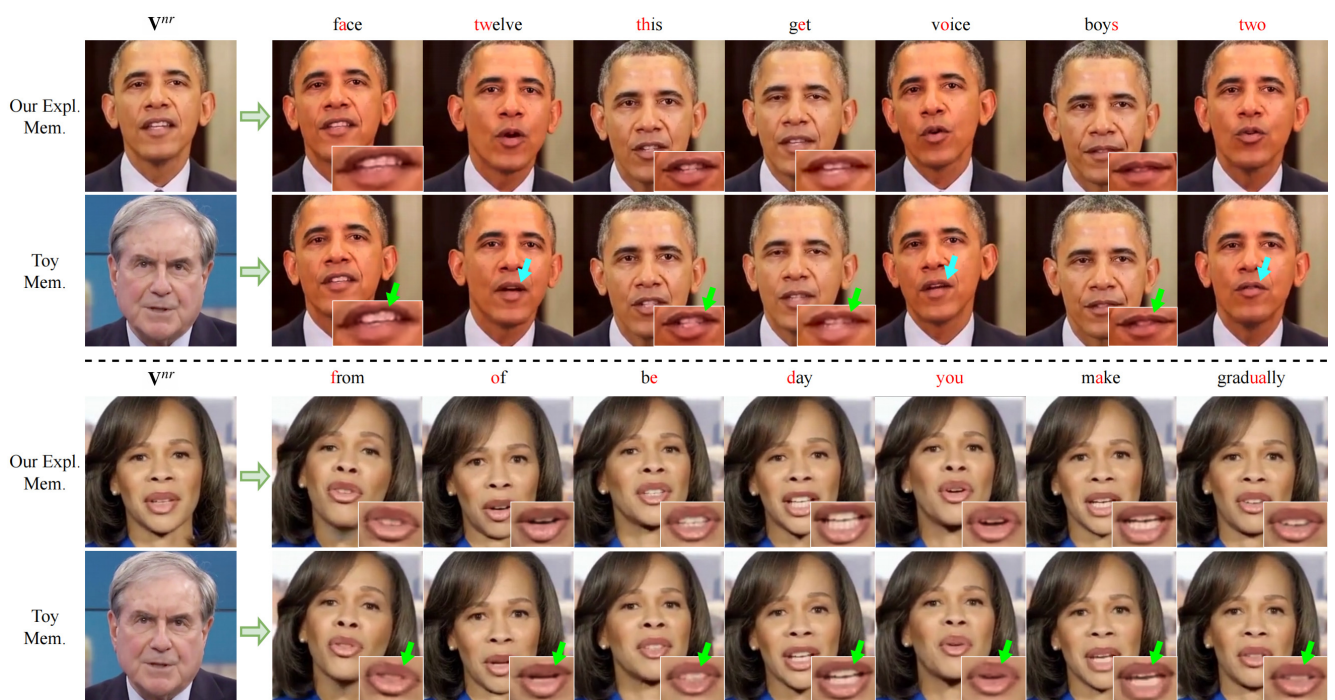 V^nr face twelve this get voice boys two
Our Expl.
Mem.
Toy
Mem.
V^nr from of be day you make gradually
Our Expl.
Mem.
Toy
Mem.